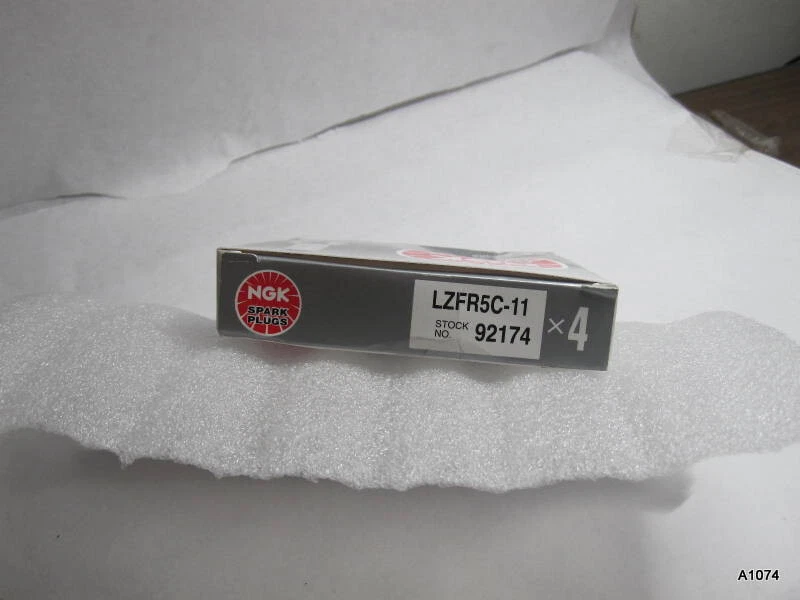 NGK
SPARK
PLUGS
LZFR5C-11
STOCK
NO. 92174
×4
A1074